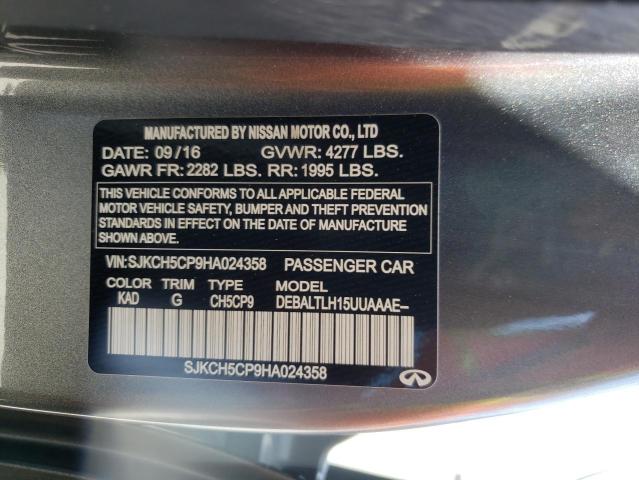 MANUFACTURED BY NISSAN MOTOR CO., LTD
DATE: 09/16 GVWR: 4277 LBS.
GAWR FR: 2282 LBS. RR: 1995 LBS.
THIS VEHICLE CONFORMS TO ALL APPLICABLE FEDERAL
MOTOR VEHICLE SAFETY, BUMPER AND THEFT PREVENTION
STANDARDS IN EFFECT ON THE DATE OF MANUFACTURE
SHOWN ABOVE.
VIN:SJKCH5CP9HA024358 PASSENGER CAR
COLOR TRIM TYPE MODEL
KAD G CH5CP9 DEBALTLH15UUAAAE–
SJKCH5CP9HA024358